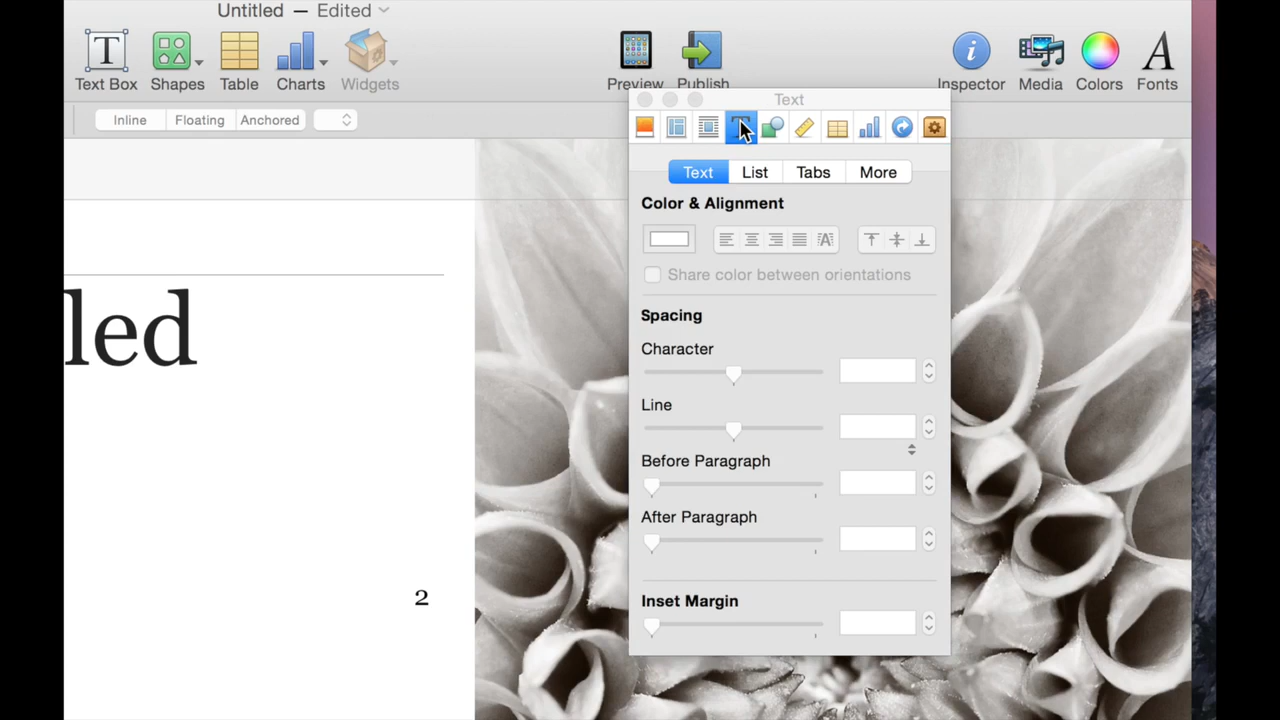 Untitled — Edited
Text Box Shapes Table Charts Widgets Preview Publish Inspector Media Colors Fonts
Inline Floating Anchored
Text
Text List Tabs More
Color & Alignment
Share color between orientations
Spacing
Character
Line
Before Paragraph
After Paragraph
Inset Margin
led
2